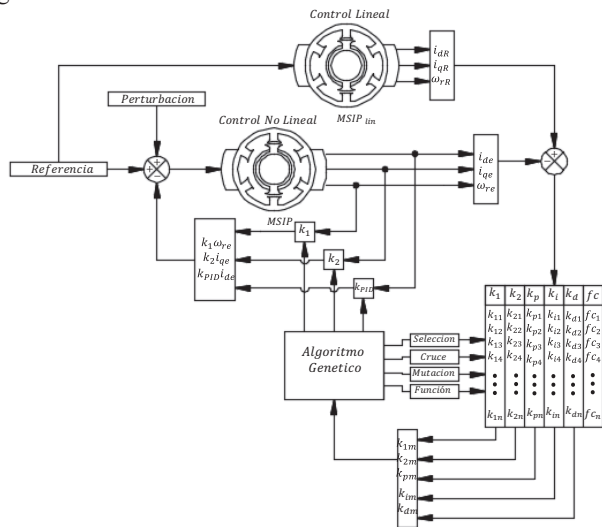 Control Lineal
i_dR
i_qR
ω_rR
MSIP_lin
Perturbacion
Control No Lineal
Referencia
MSIP
i_de
i_qe
ω_re
k_1ω_re
k_2i_qe
k_PIDi_de
k_1
k_2
k_PID
Algoritmo
Genetico
Seleccion
Cruce
Mutacion
Función
k_1 k_2 k_p k_i k_d fc
k_11 k_21 k_p1 k_i1 k_d1 fc_1
k_12 k_22 k_p2 k_i2 k_d2 fc_2
k_13 k_23 k_p3 k_i3 k_d3 fc_3
k_14 k_24 k_p4 k_i4 k_d4 fc_4
k_1n k_2n k_pn k_in k_dn fc_n
k_1m
k_2m
k_pm
k_im
k_dm